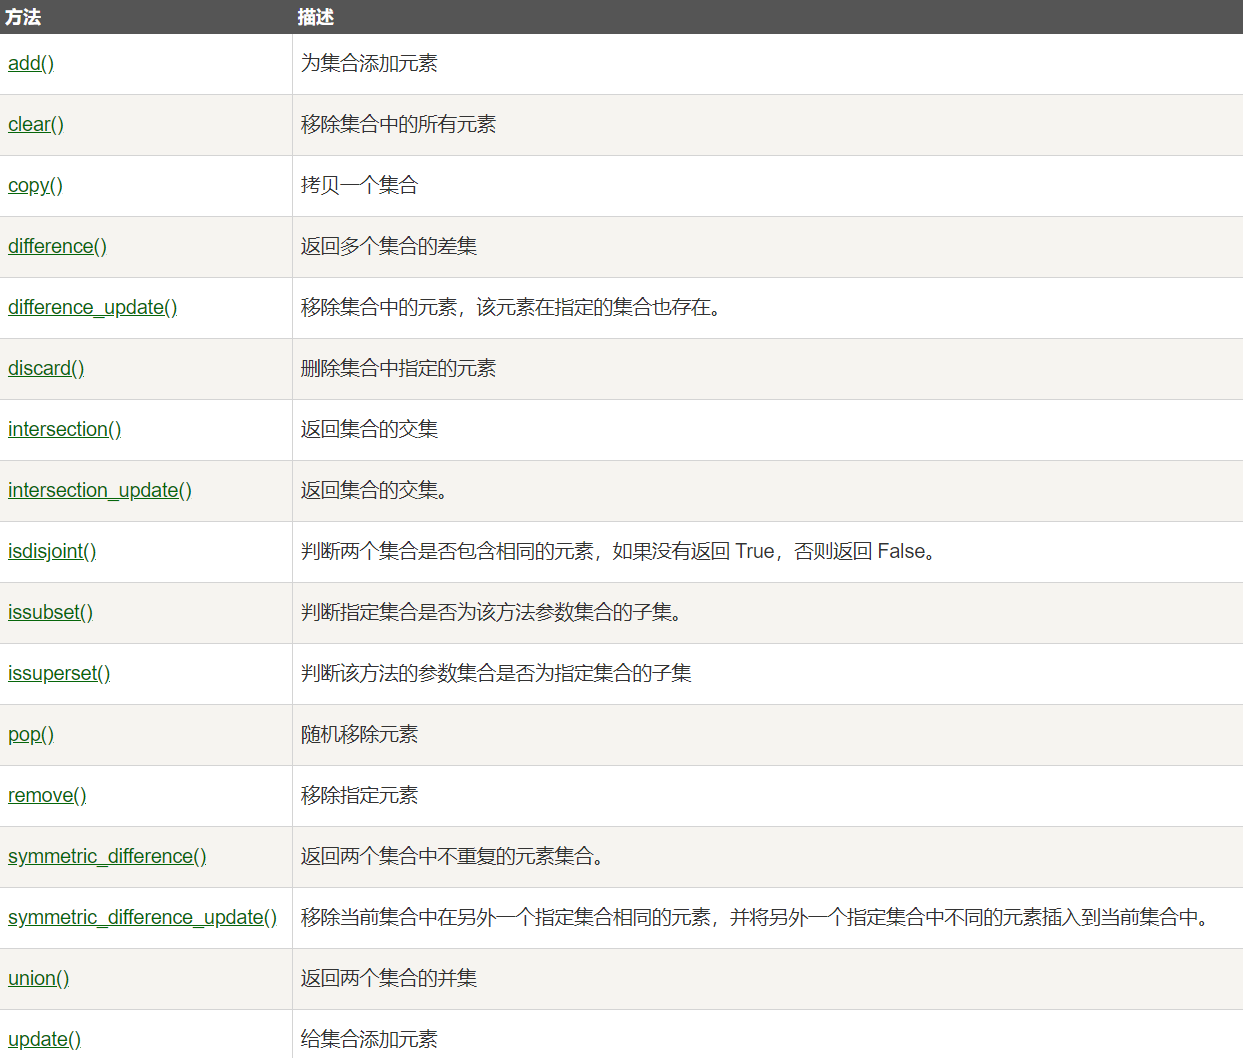 方法 描述
add() 为集合添加元素
clear() 移除集合中的所有元素
copy() 拷贝一个集合
difference() 返回多个集合的差集
difference_update() 移除集合中的元素，该元素在指定的集合也存在。
discard() 删除集合中指定的元素
intersection() 返回集合的交集
intersection_update() 返回集合的交集。
isdisjoint() 判断两个集合是否包含相同的元素，如果没有返回 True，否则返回 False。
issubset() 判断指定集合是否为该方法参数集合的子集。
issuperset() 判断该方法的参数集合是否为指定集合的子集
pop() 随机移除元素
remove() 移除指定元素
symmetric_difference() 返回两个集合中不重复的元素集合。
symmetric_difference_update() 移除当前集合中在另外一个指定集合相同的元素，并将另外一个指定集合中不同的元素插入到当前集合中。
union() 返回两个集合的并集
update() 给集合添加元素